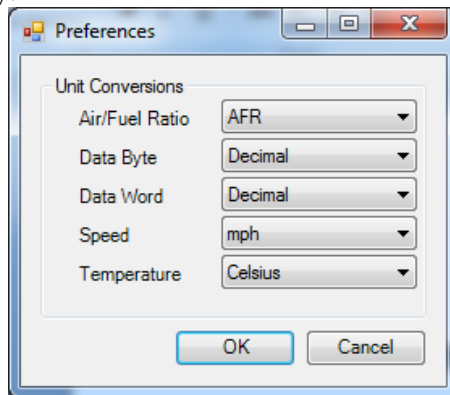 Preferences
Unit Conversions
Air/Fuel Ratio AFR
Data Byte Decimal
Data Word Decimal
Speed mph
Temperature Celsius
OK Cancel